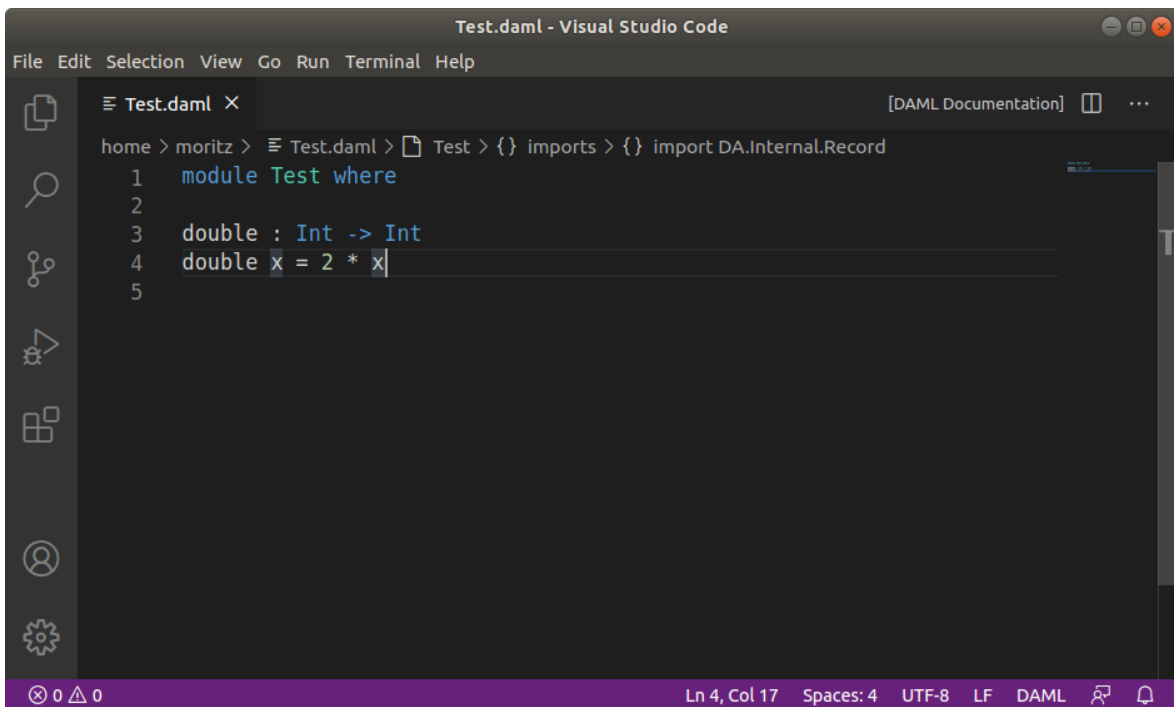 Test.daml - Visual Studio Code
File Edit Selection View Go Run Terminal Help
Test.daml
[DAML Documentation] ...
home > moritz > Test.daml > Test > {} imports > {} import DA.Internal.Record
1 module Test where
2
3 double : Int -> Int
4 double x = 2 * x
5
0 0 Ln 4, Col 17 Spaces: 4 UTF-8 LF DAML